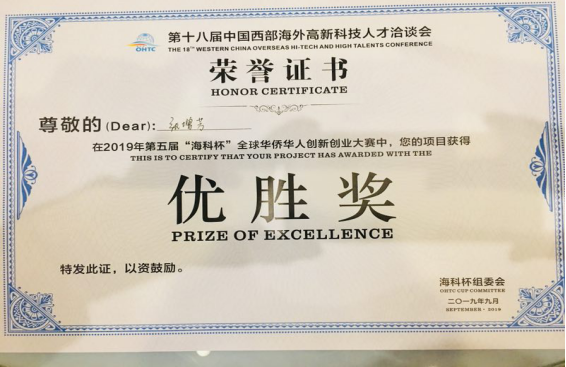 第十八届中国西部海外高新科技人才洽谈会
THE 18TH WESTERN CHINA OVERSEAS HI-TECH AND HIGH TALENTS CONFERENCE
OHTC
荣誉证书
HONOR CERTIFICATE
尊敬的(Dear):
在2019年第五届“海科杯”全球华侨华人创新创业大赛中，您的项目获得
THIS IS TO CERTIFY THAT YOUR PROJECT HAS AWARDED WITH THE
优胜奖
PRIZE OF EXCELLENCE
特发此证，以资鼓励。
海科杯组委会
OHTC CUP COMMITTEE
二〇一九年九月
SEPTEMBER·2019